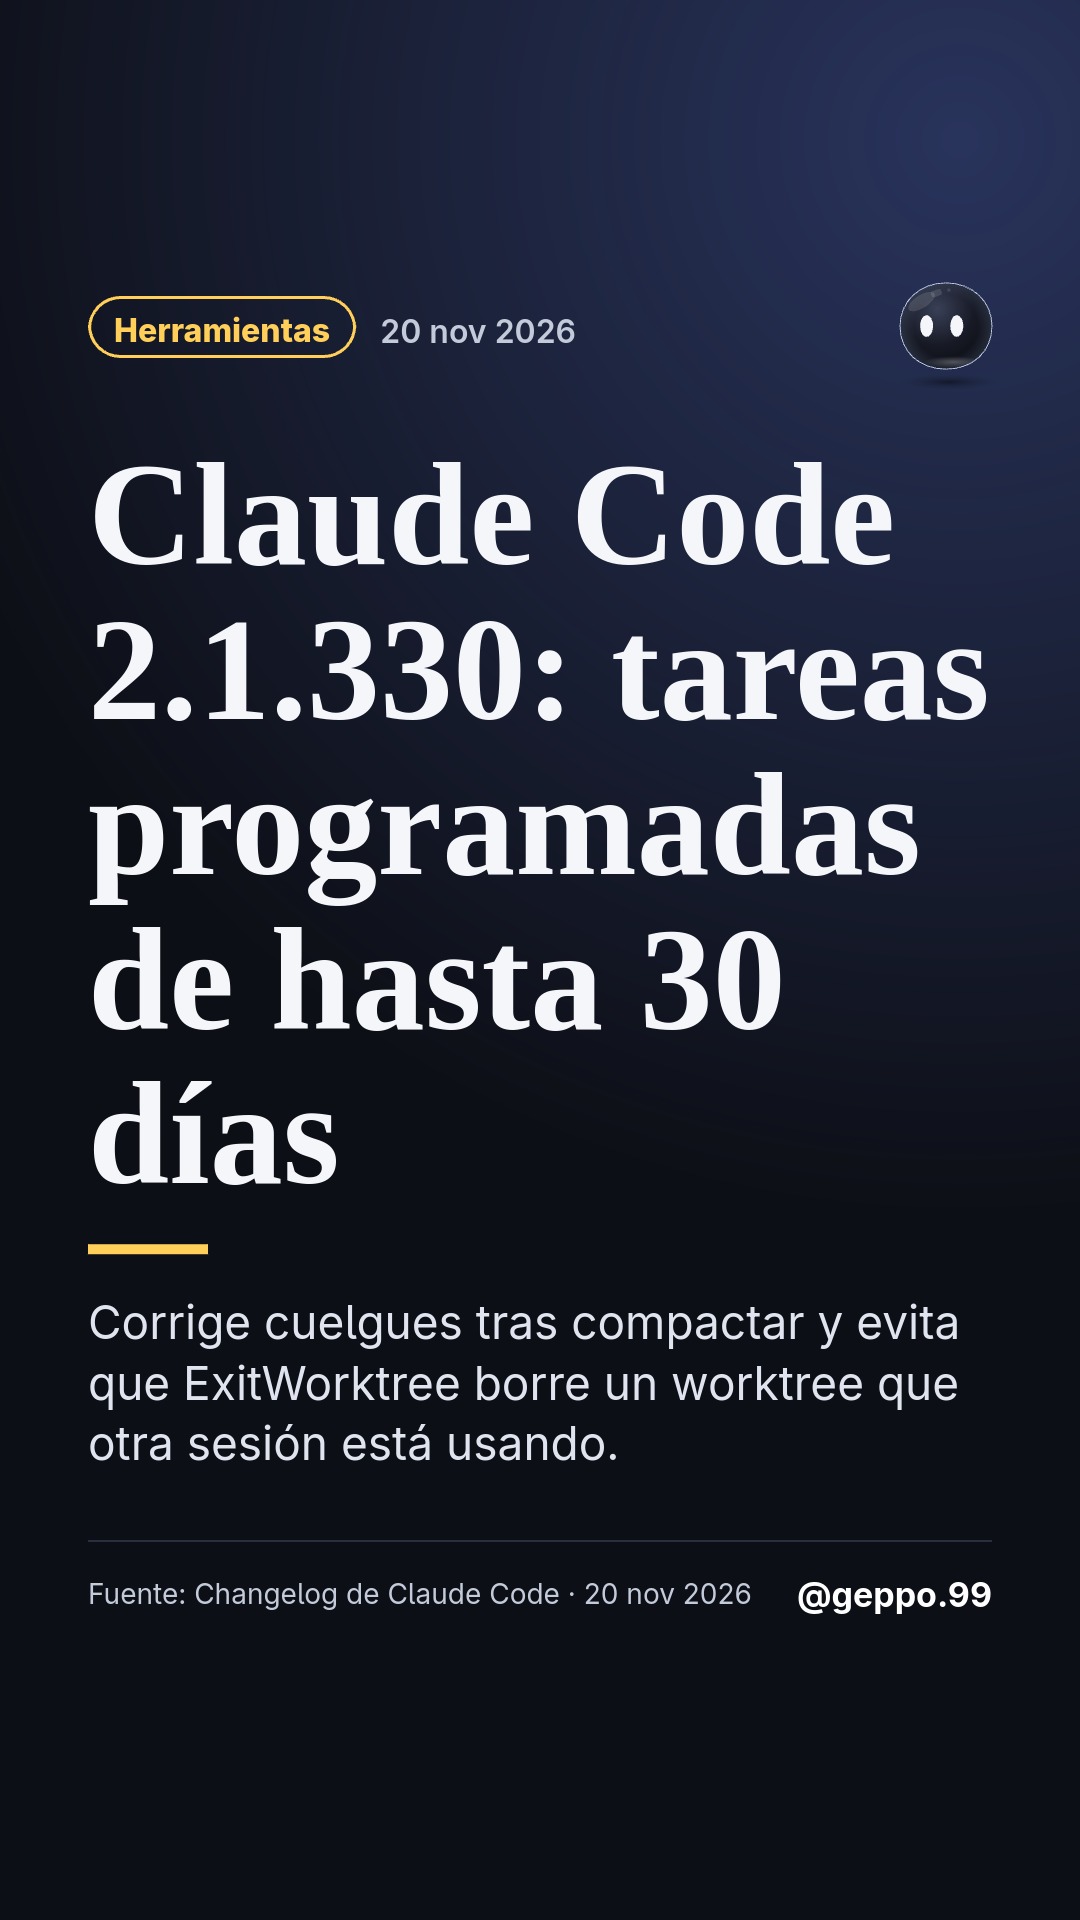 Herramientas
20 nov 2026
Claude Code
2.1.330: tareas
programadas
de hasta 30
días
Corrige cuelgues tras compactar y evita
que ExitWorktree borre un worktree que
otra sesión está usando.
Fuente: Changelog de Claude Code · 20 nov 2026
@geppo.99